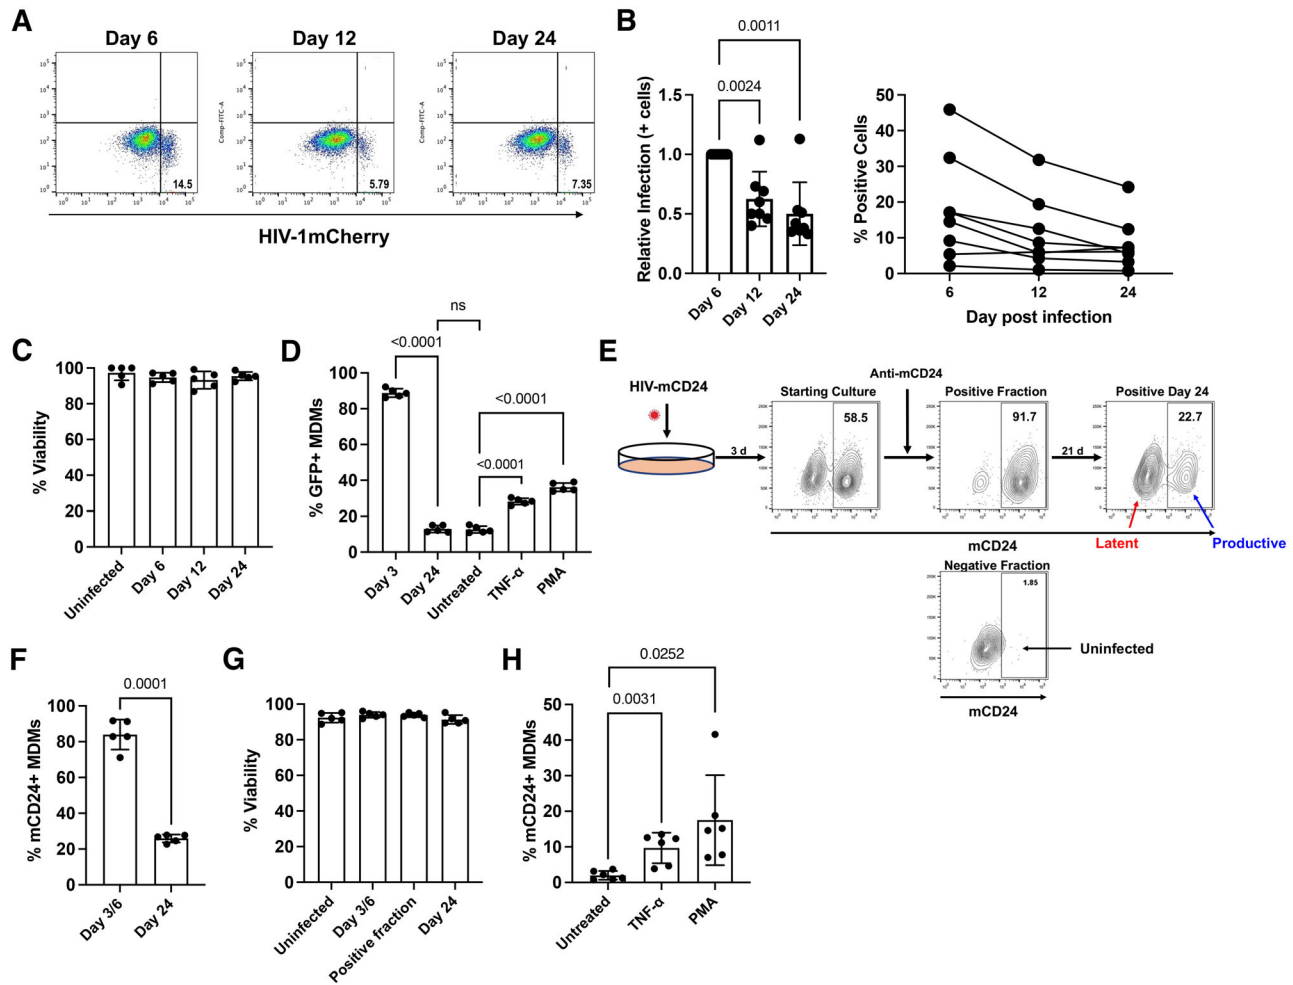 A
Day 6
Day 12
Day 24
Comp-FITC-A
Comp-FITC-A
14.5
5.79
7.35
HIV-1mCherry
B
0.0011
0.0024
Relative Infection (+ cells)
1.5
1.0
0.5
0.0
Day 6
Day 12
Day 24
% Positive Cells
50
40
30
20
10
0
6
12
24
Day post infection
C
% Viability
100
80
60
40
20
0
Uninfected
Day 6
Day 12
Day 24
D
ns
<0.0001
<0.0001
<0.0001
% GFP+ MDMs
100
80
60
40
20
0
Day 3
Day 24
Untreated
TNF-α
PMA
E
HIV-mCD24
3 d
Starting Culture
58.5
Anti-mCD24
Positive Fraction
91.7
21 d
Positive Day 24
22.7
mCD24
Latent
Productive
Negative Fraction
1.85
Uninfected
mCD24
F
0.0001
% mCD24+ MDMs
100
80
60
40
20
0
Day 3/6
Day 24
G
% Viability
100
80
60
40
20
0
Uninfected
Day 3/6
Positive fraction
Day 24
H
0.0252
0.0031
% mCD24+ MDMs
50
40
30
20
10
0
Untreated
TNF-α
PMA